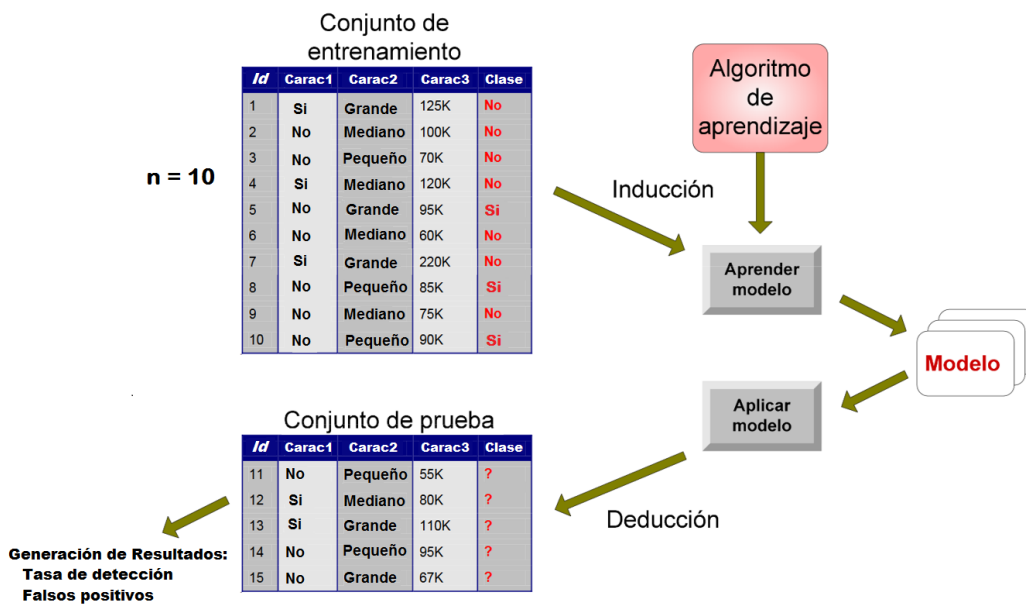 Conjunto de
entrenamiento
Id Carac1 Carac2 Carac3 Clase
1 Si Grande 125K No
2 No Mediano 100K No
3 No Pequeño 70K No
4 Si Mediano 120K No
5 No Grande 95K Si
6 No Mediano 60K No
7 Si Grande 220K No
8 No Pequeño 85K Si
9 No Mediano 75K No
10 No Pequeño 90K Si
n = 10
Algoritmo
de
aprendizaje
Inducción
Aprender
modelo
Modelo
Aplicar
modelo
Deducción
Conjunto de prueba
Id Carac1 Carac2 Carac3 Clase
11 No Pequeño 55K ?
12 Si Mediano 80K ?
13 Si Grande 110K ?
14 No Pequeño 95K ?
15 No Grande 67K ?
Generación de Resultados:
Tasa de detección
Falsos positivos